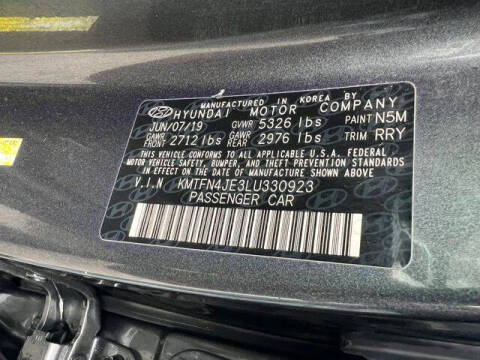 MANUFACTURED IN KOREA BY
HYUNDAI MOTOR COMPANY
JUN/07/19 GVWR 5326 lbs PAINT N5M
GAWR FRONT 2712 lbs GAWR REAR 2976 lbs TRIM RRY
THIS VEHICLE CONFORMS TO ALL APPLICABLE U.S.A. FEDERAL
MOTOR VEHICLE SAFETY, BUMPER, AND THEFT PREVENTION STANDARDS
IN EFFECT ON THE DATE OF MANUFACTURE SHOWN ABOVE
V.I.N KMTFN4JE3LU330923
PASSENGER CAR